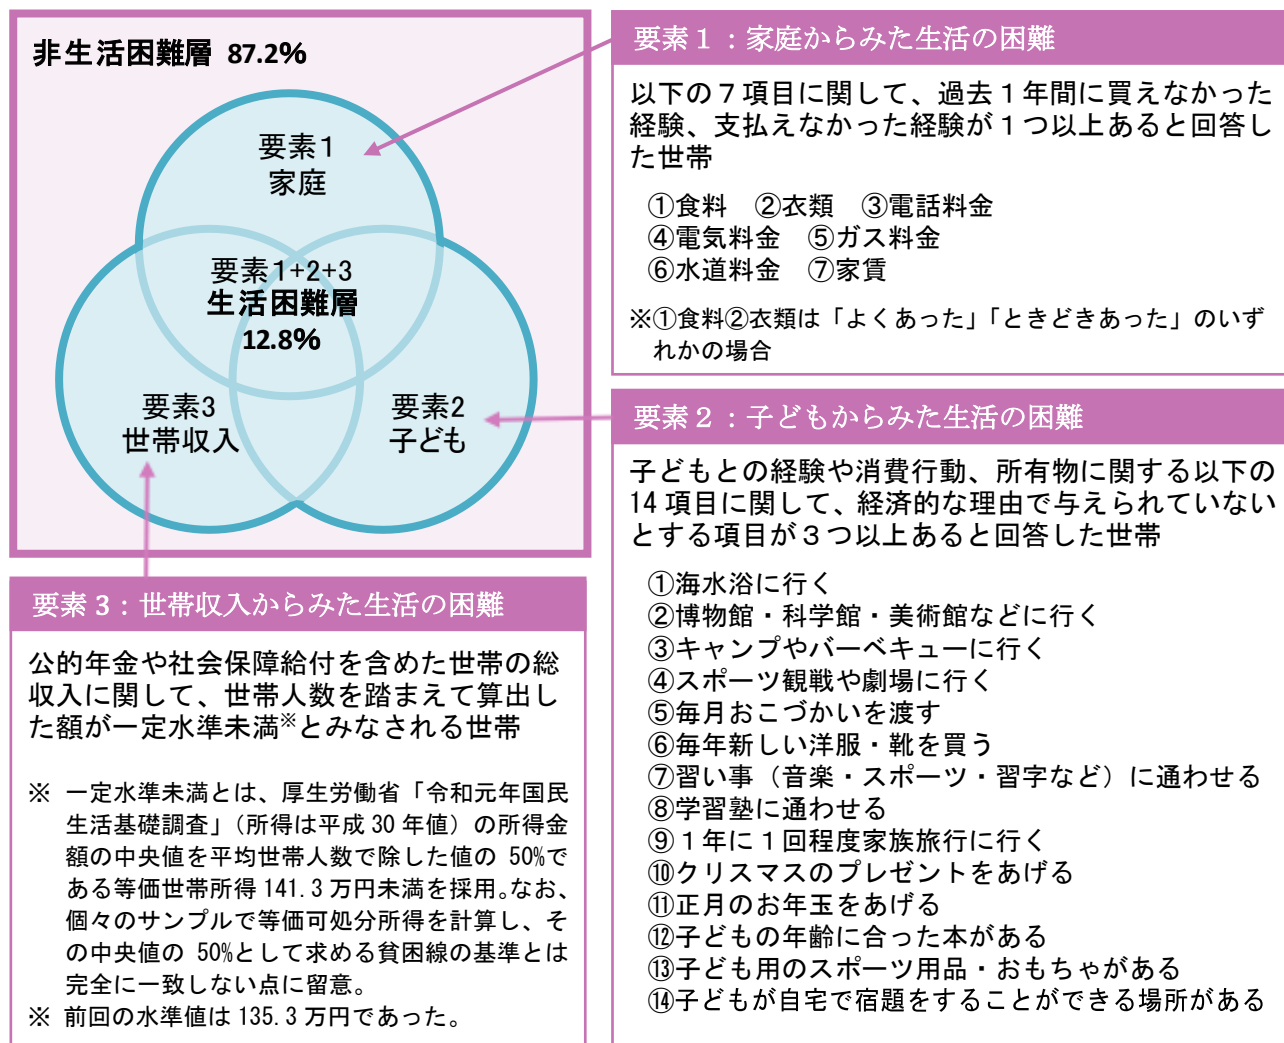 非生活困難層 87.2%
要素1
家庭
要素1+2+3
生活困難層
12.8%
要素3
世帯収入
要素2
子ども
要素１：家庭からみた生活の困難
以下の７項目に関して、過去１年間に買えなかった
経験、支払えなかった経験が１つ以上あると回答し
た世帯
①食料　②衣類　③電話料金
④電気料金　⑤ガス料金
⑥水道料金　⑦家賃
※①食料②衣類は「よくあった」「ときどきあった」のいず
れかの場合
要素２：子どもからみた生活の困難
子どもとの経験や消費行動、所有物に関する以下の
14 項目に関して、経済的な理由で与えられていない
とする項目が３つ以上あると回答した世帯
①海水浴に行く
②博物館・科学館・美術館などに行く
③キャンプやバーベキューに行く
④スポーツ観戦や劇場に行く
⑤毎月おこづかいを渡す
⑥毎年新しい洋服・靴を買う
⑦習い事（音楽・スポーツ・習字など）に通わせる
⑧学習塾に通わせる
⑨１年に１回程度家族旅行に行く
⑩クリスマスのプレゼントをあげる
⑪正月のお年玉をあげる
⑫子どもの年齢に合った本がある
⑬子ども用のスポーツ用品・おもちゃがある
⑭子どもが自宅で宿題をすることができる場所がある
要素 3：世帯収入からみた生活の困難
公的年金や社会保障給付を含めた世帯の総
収入に関して、世帯人数を踏まえて算出し
た額が一定水準未満※とみなされる世帯
※ 一定水準未満とは、厚生労働省「令和元年国民
生活基礎調査」（所得は平成 30 年値）の所得金
額の中央値を平均世帯人数で除した値の 50%で
ある等価世帯所得 141.3 万円未満を採用。なお、
個々のサンプルで等価可処分所得を計算し、そ
の中央値の 50%として求める貧困線の基準とは
完全に一致しない点に留意。
※ 前回の水準値は 135.3 万円であった。